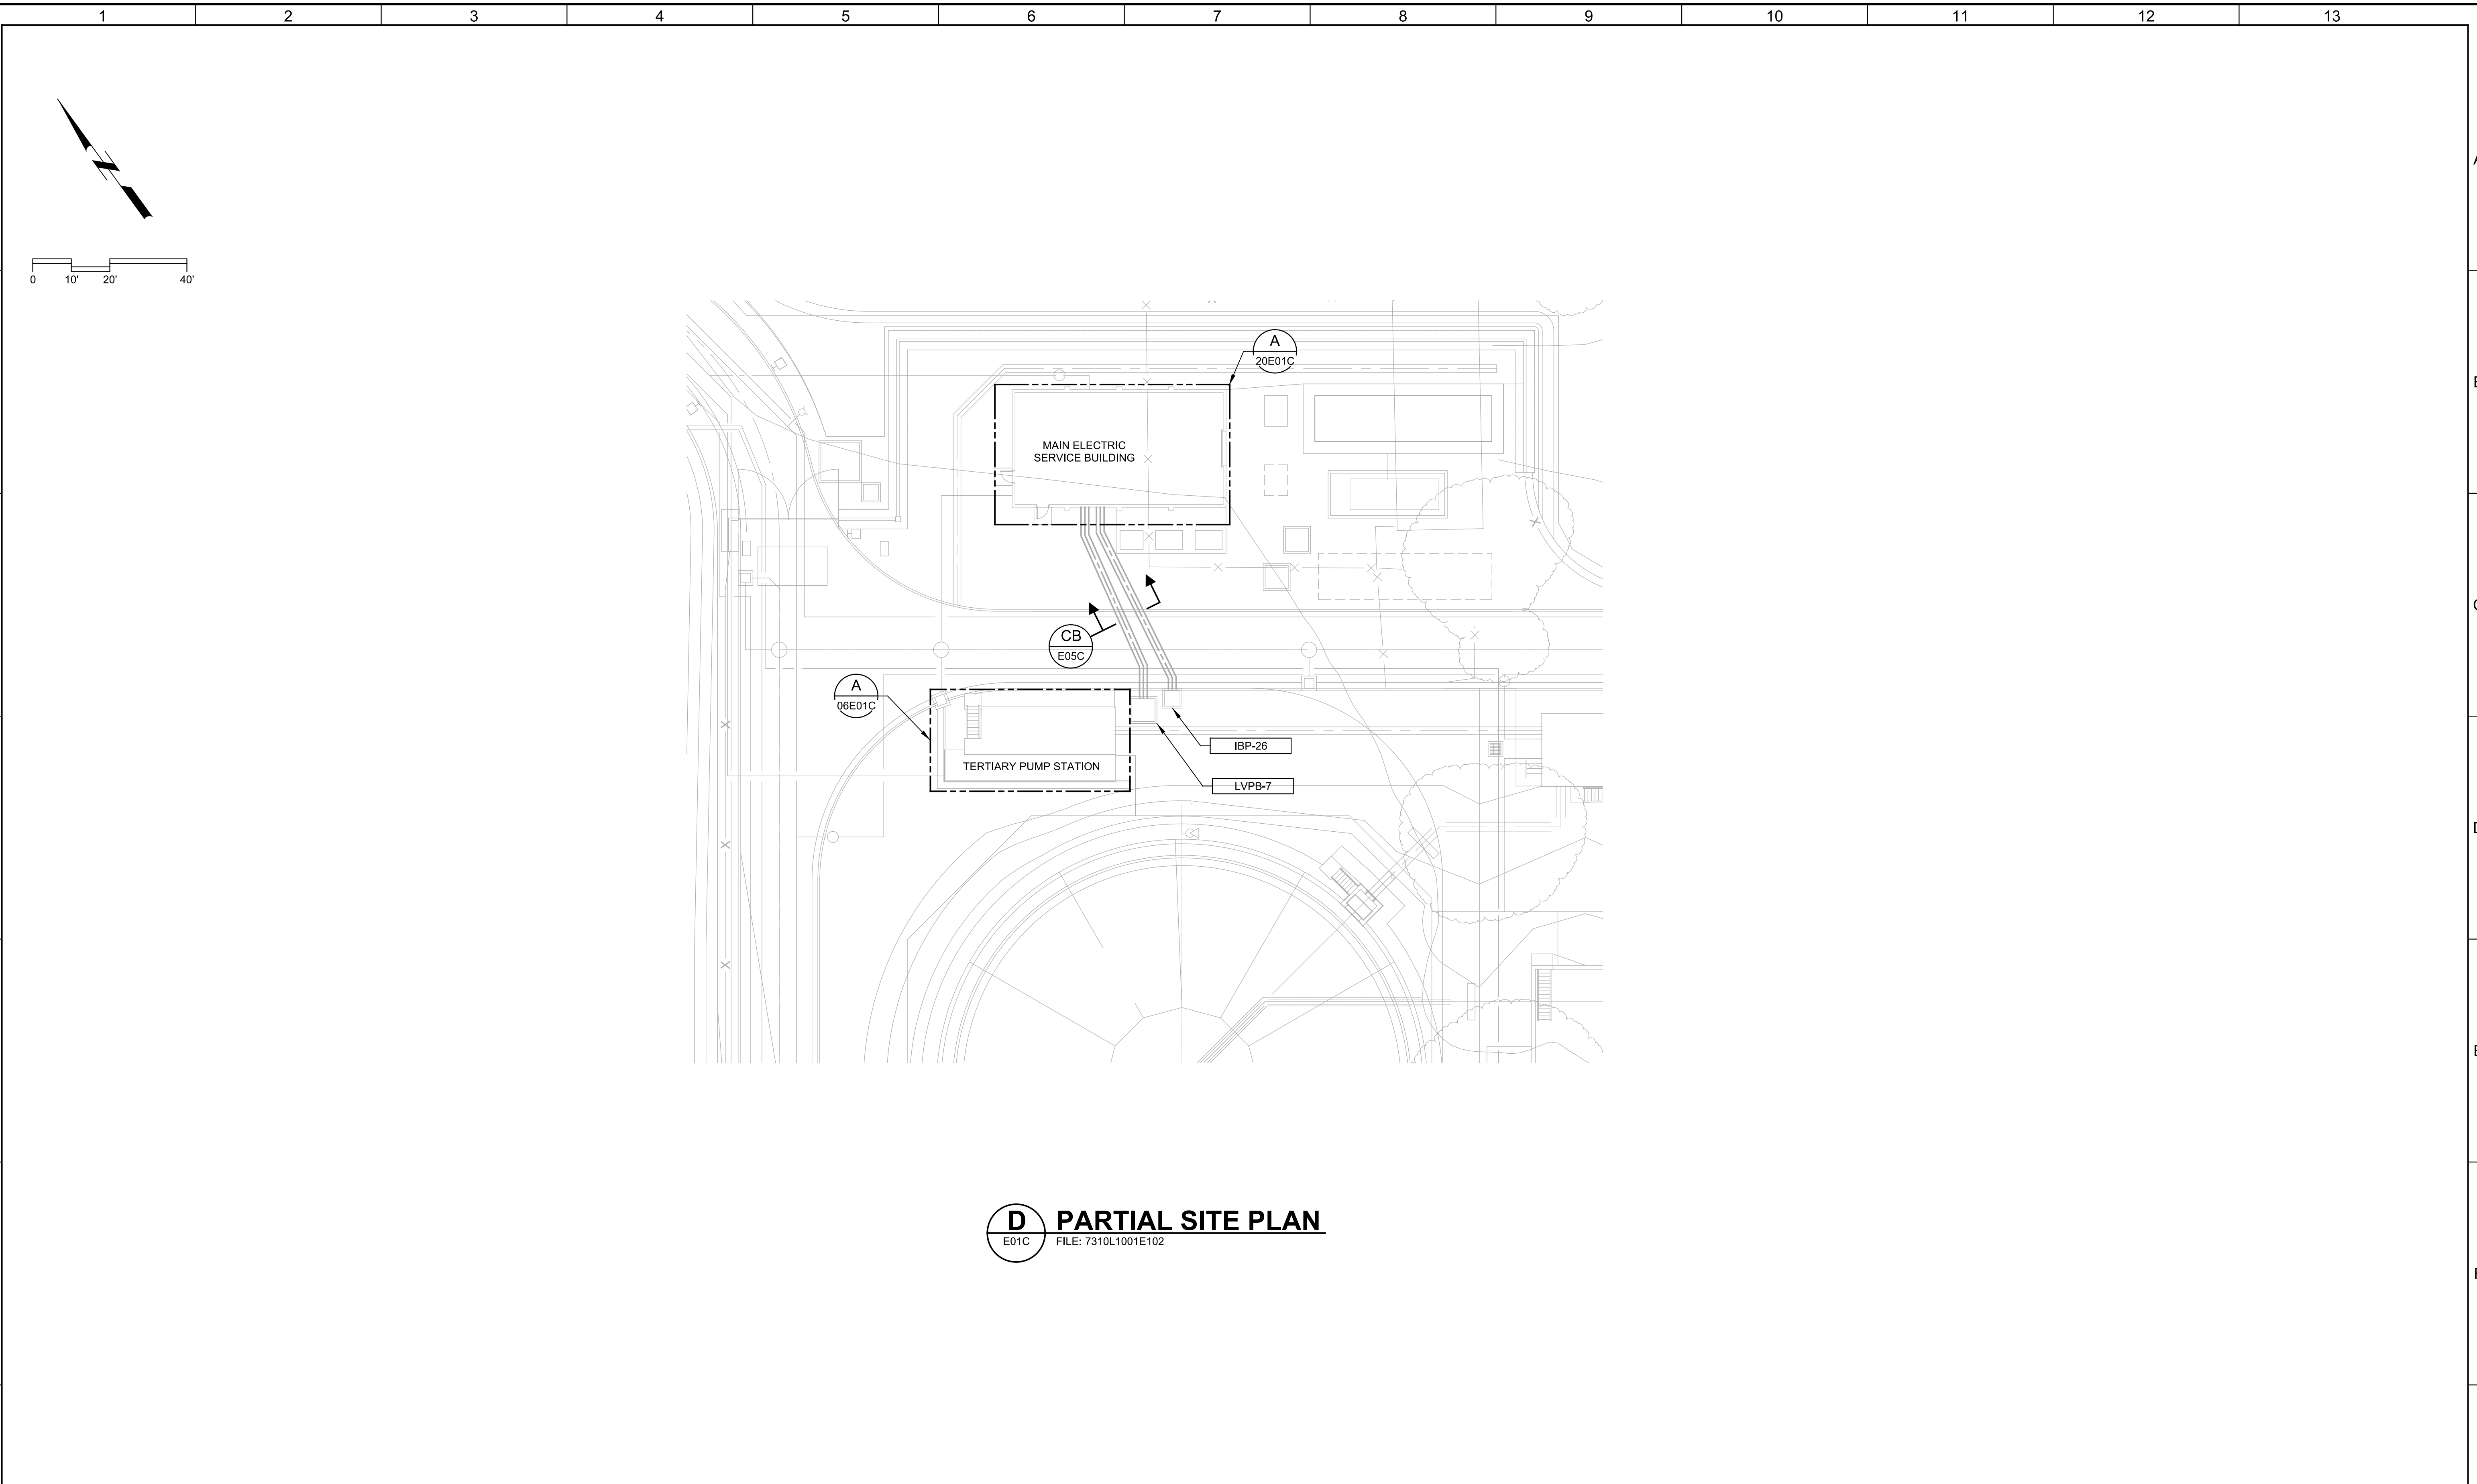 1 2 3 4 5 6 7 8 9 10 11 12 13
0 10' 20' 40'
A
20E01C
MAIN ELECTRIC
SERVICE BUILDING
CB
E05C
A
06E01C
IBP-26
TERTIARY PUMP STATION
LVPB-7
D
E01C
PARTIAL SITE PLAN
FILE: 7310L1001E102